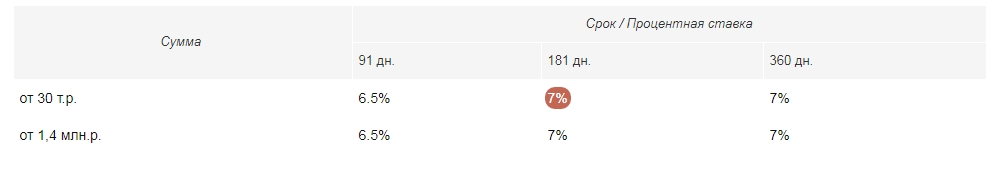 Сумма
Срок / Процентная ставка
91 дн. 181 дн. 360 дн.
от 30 т.р. 6.5% 7% 7%
от 1,4 млн.р. 6.5% 7% 7%